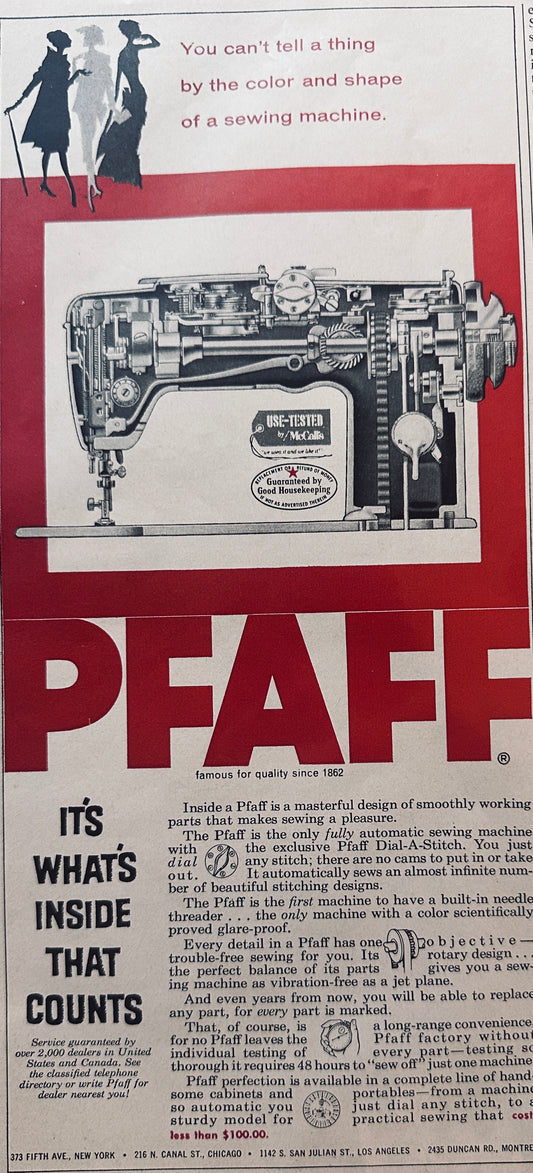 You can't tell a thing
by the color and shape
of a sewing machine.
USE-TESTED
by McCall's
"we uses it and we like it"
REPLACEMENT OR REFUND OF MONEY
Guaranteed by
Good Housekeeping
IF NOT AS ADVERTISED THEREIN
PFAFF®
famous for quality since 1862
IT'S
WHAT'S
INSIDE
THAT
COUNTS
Service guaranteed by
over 2,000 dealers in United
States and Canada. See
the classified telephone
directory or write Pfaff for
dealer nearest you!
Inside a Pfaff is a masterful design of smoothly working
parts that makes sewing a pleasure.
The Pfaff is the only fully automatic sewing machine
with the exclusive Pfaff Dial-A-Stitch. You just
dial any stitch; there are no cams to put in or take
out. It automatically sews an almost infinite num-
ber of beautiful stitching designs.
The Pfaff is the first machine to have a built-in needle
threader . . . the only machine with a color scientifically
proved glare-proof.
Every detail in a Pfaff has one objective—
trouble-free sewing for you. Its rotary design . . .
the perfect balance of its parts gives you a sew-
ing machine as vibration-free as a jet plane.
And even years from now, you will be able to replace
any part, for every part is marked.
That, of course, is a long-range convenience,
for no Pfaff leaves the Pfaff factory without
individual testing of every part—testing so
thorough it requires 48 hours to "sew off" just one machine
Pfaff perfection is available in a complete line of hand-
some cabinets and portables—from a machine
so automatic you just dial any stitch, to a
sturdy model for practical sewing that cost
less than $100.00.
373 FIFTH AVE., NEW YORK • 216 N. CANAL ST., CHICAGO • 1142 S. SAN JULIAN ST., LOS ANGELES • 2435 DUNCAN RD., MONTRE